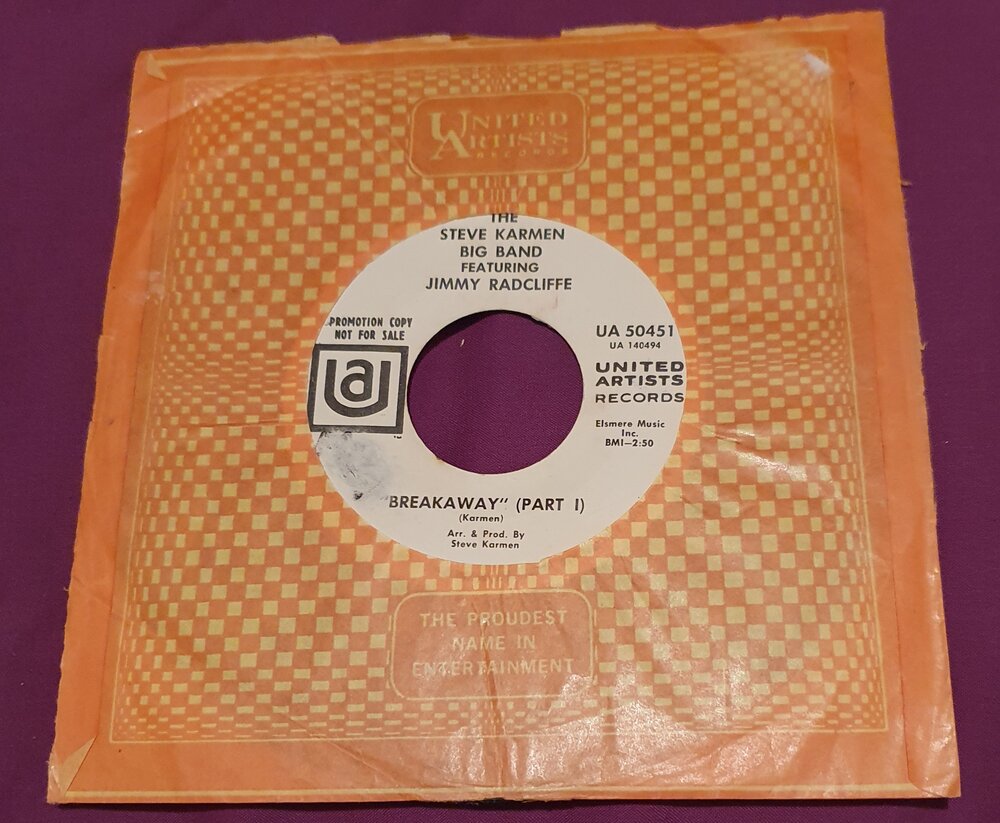 UNITED
ARTISTS
RECORDS
THE
STEVE KARMEN
BIG BAND
FEATURING
JIMMY RADCLIFFE
PROMOTION COPY
NOT FOR SALE
ua
TM
UA 50451
UA 140494
UNITED
ARTISTS
RECORDS
Elsmere Music
Inc.
BMI—2:50
"BREAKAWAY" (PART I)
(Karmen)
Arr. & Prod. By
Steve Karmen
THE PROUDEST
NAME IN
ENTERTAINMENT